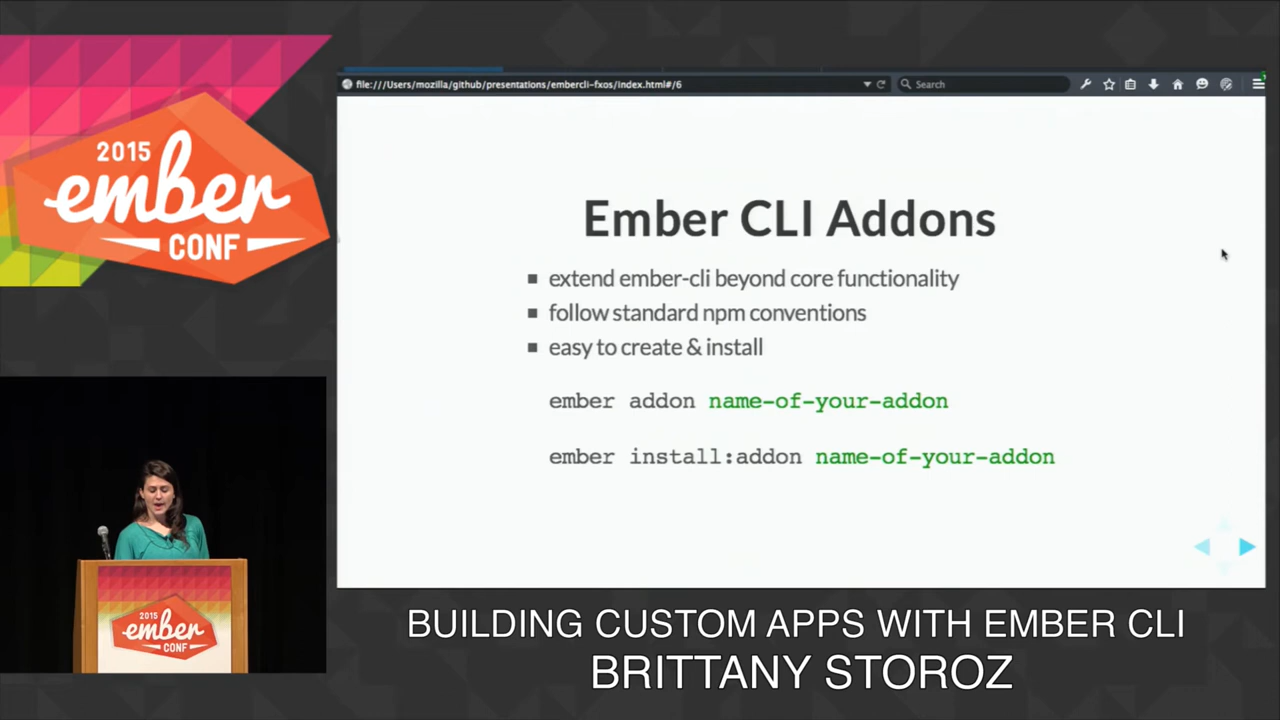 2015
ember
CONF
file:///Users/mozilla/github/presentations/embercli-fxos/index.html#/6
Search
Ember CLI Addons
extend ember-cli beyond core functionality
follow standard npm conventions
easy to create & install
ember addon name-of-your-addon
ember install:addon name-of-your-addon
2015
ember
CONF
BUILDING CUSTOM APPS WITH EMBER CLI
BRITTANY STOROZ